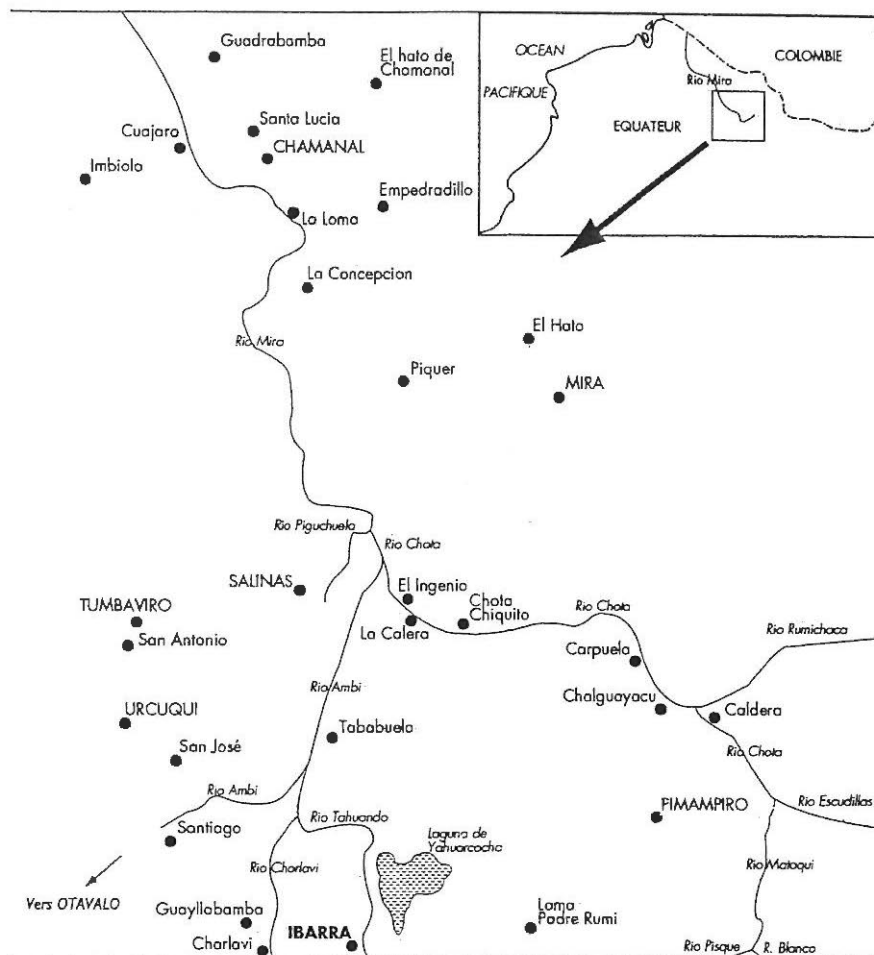 Guadrabamba
El hato de
Chamanal
OCEAN
PACIFIQUE
COLOMBIE
Rio Mira
EQUATEUR
Santa Lucia
Cuajaro
CHAMANAL
Imbiola
Empedradillo
La Loma
La Concepcion
El Hato
Rio Mira
Piquer
MIRA
Rio Piguchuela
Rio Chota
SALINAS
El Ingenio
Chota
Chiquito
Rio Chota
TUMBAVIRO
San Antonio
La Calera
Rio Rumichaca
Carpuela
Rio Ambi
Chalguayacu
Caldera
URCUQUI
Tababuela
San José
Rio Chota
Rio Ambi
Rio Escudillas
PIMAMPIRO
Rio Tahuando
Santiago
Laguna de
Yahuarcocha
Rio Chorlavi
Rio Mataqui
Vers OTAVALO
Guayllabamba
Loma
Padre Rumi
IBARRA
Charlavi
Rio Pisque
R. Blanco